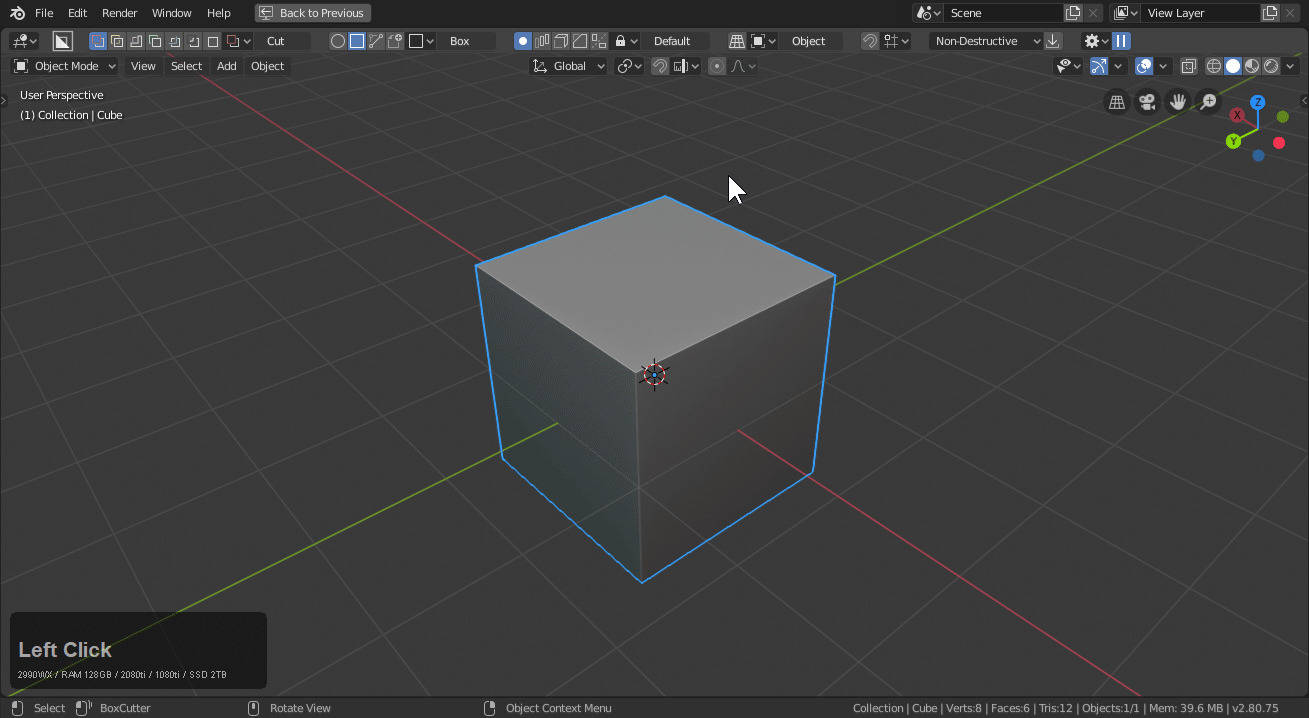 File Edit Render Window Help Back to Previous Scene View Layer
Cut Box Default Object Non-Destructive
Object Mode View Select Add Object Global
User Perspective
(1) Collection | Cube
Z
X
Y
Left Click
2990WX / RAM 128GB / 2080ti / 1080ti / SSD 2TB
Select BoxCutter Rotate View Object Context Menu Collection | Cube | Verts:8 | Faces:6 | Tris:12 | Objects:1/1 | Mem: 39.6 MB | v2.80.75